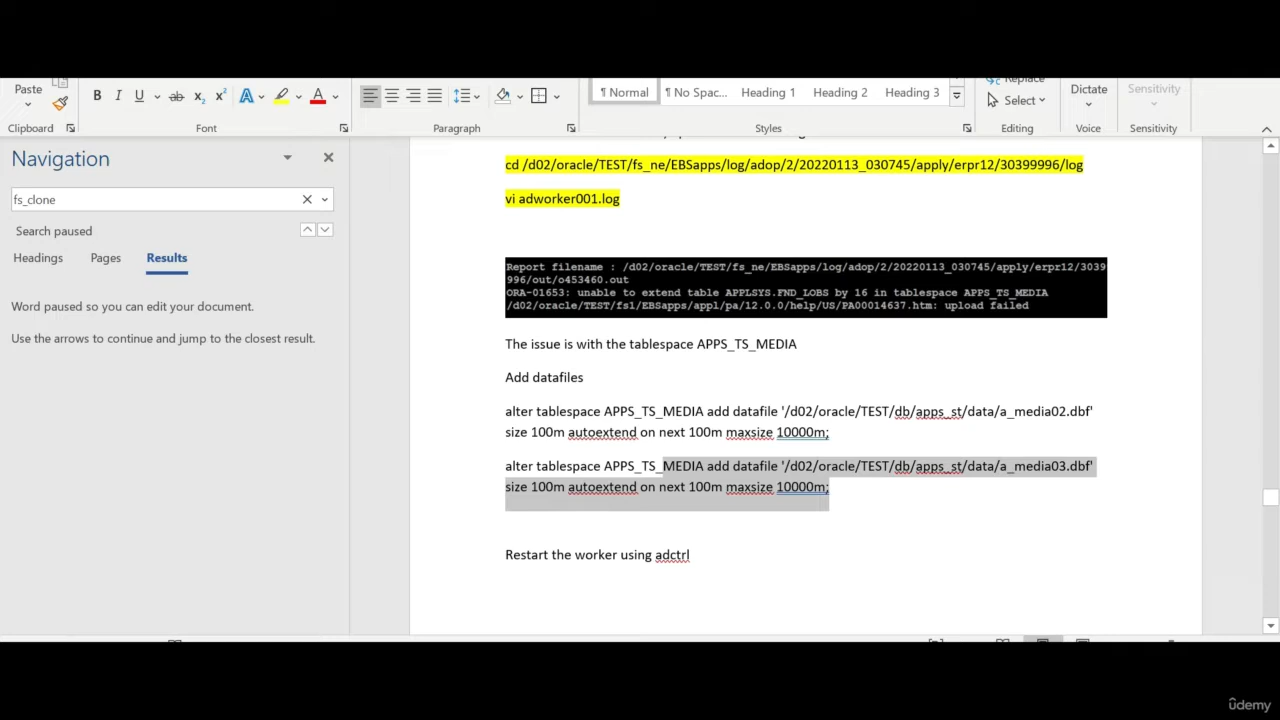 Paste
B I U ab x₂ x² A A
Clipboard
Font
Paragraph
¶ Normal ¶ No Spac... Heading 1 Heading 2 Heading 3
Styles
Replace
Select
Editing
Dictate
Voice
Sensitivity
Sensitivity
Navigation
fs_clone
Search paused
Headings Pages Results
Word paused so you can edit your document.
Use the arrows to continue and jump to the closest result.
cd /d02/oracle/TEST/fs_ne/EBSapps/log/adop/2/20220113_030745/apply/erpr12/30399996/log
vi adworker001.log
Report filename : /d02/oracle/TEST/fs_ne/EBSapps/log/adop/2/20220113_030745/apply/erpr12/3039
996/out/o453460.out
ORA-01653: unable to extend table APPLSYS.FND_LOBS by 16 in tablespace APPS_TS_MEDIA
/d02/oracle/TEST/fs1/EBSapps/appl/pa/12.0.0/help/US/PA00014637.htm: upload failed
The issue is with the tablespace APPS_TS_MEDIA
Add datafiles
alter tablespace APPS_TS_MEDIA add datafile '/d02/oracle/TEST/db/apps_st/data/a_media02.dbf'
size 100m autoextend on next 100m maxsize 10000m;
alter tablespace APPS_TS_MEDIA add datafile '/d02/oracle/TEST/db/apps_st/data/a_media03.dbf'
size 100m autoextend on next 100m maxsize 10000m;
Restart the worker using adctrl
ûdemy